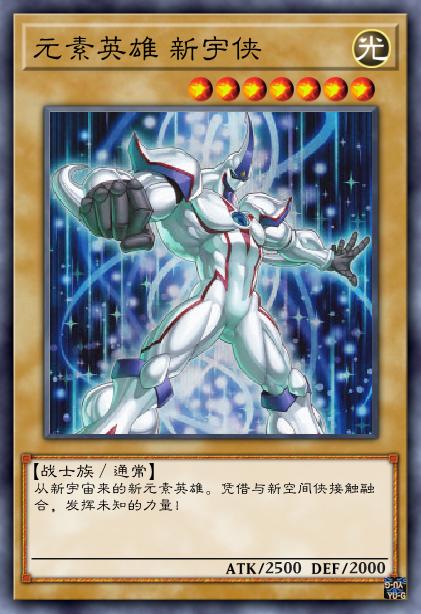 元素英雄 新宇侠
光
【战士族／通常】
从新宇宙来的新元素英雄。凭借与新空间侠接触融
合，发挥未知的力量！
ATK/2500 DEF/2000